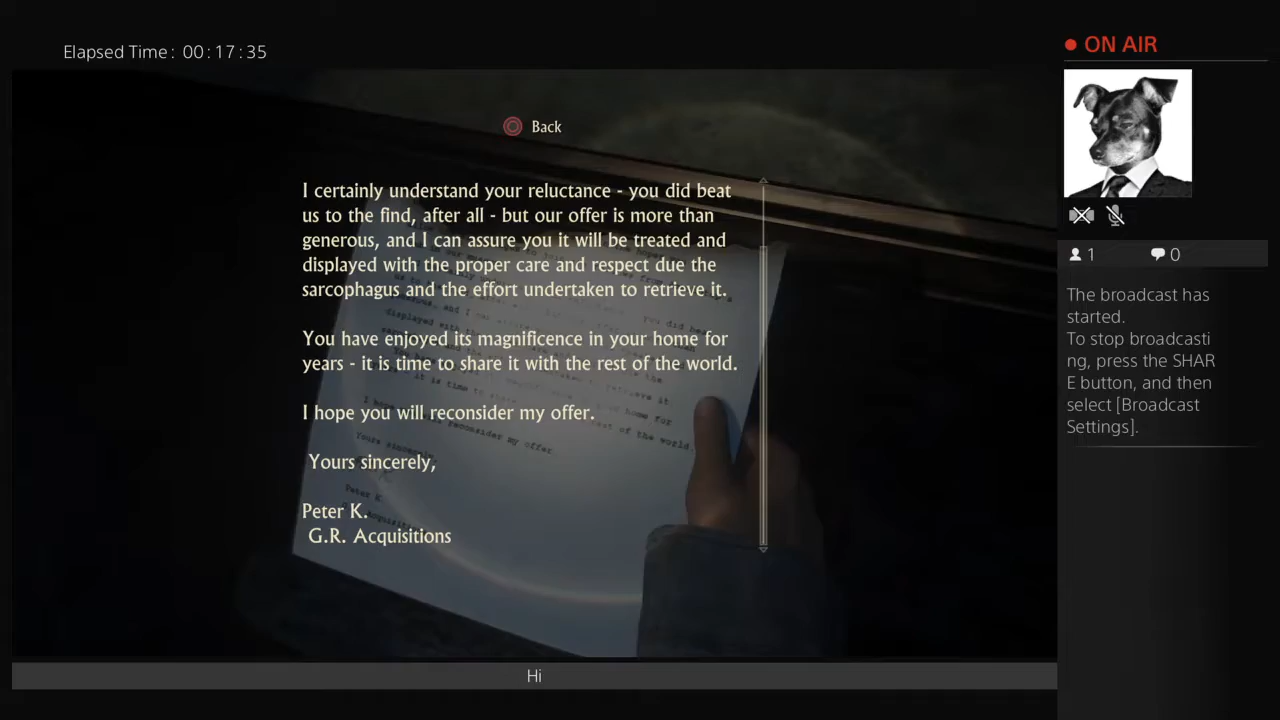 Elapsed Time: 00:17:35
ON AIR
Back
I certainly understand your reluctance - you did beat
us to the find, after all - but our offer is more than
generous, and I can assure you it will be treated and
displayed with the proper care and respect due the
sarcophagus and the effort undertaken to retrieve it.
You have enjoyed its magnificence in your home for
years - it is time to share it with the rest of the world.
I hope you will reconsider my offer.
Yours sincerely,
Peter K.
G.R. Acquisitions
1
0
The broadcast has
started.
To stop broadcasti
ng, press the SHAR
E button, and then
select [Broadcast
Settings].
Hi